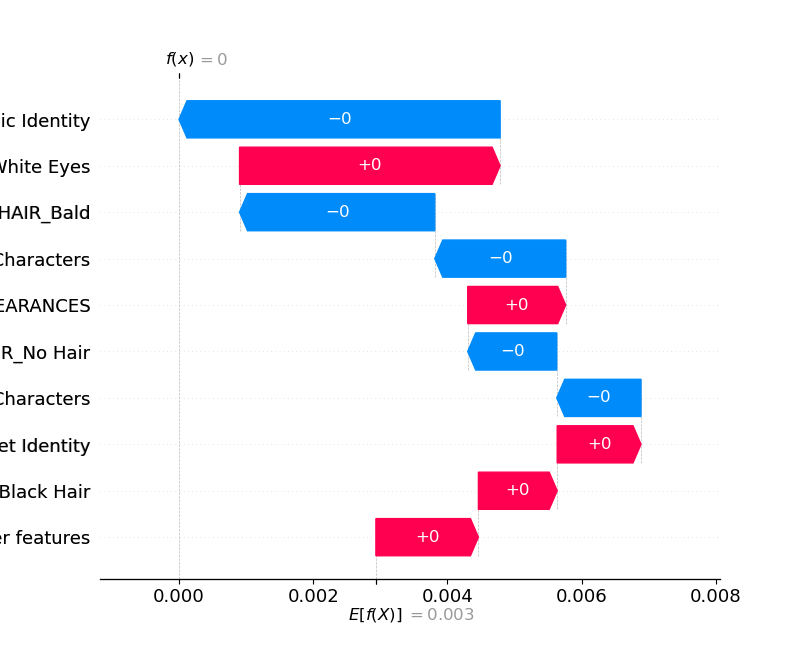 f(x) = 0
ic Identity
−0
White Eyes
+0
HAIR_Bald
−0
Characters
−0
EARANCES
+0
R_No Hair
−0
Characters
−0
et Identity
+0
Black Hair
+0
er features
+0
0.000 0.002 0.004 0.006 0.008
E[f(X)] = 0.003